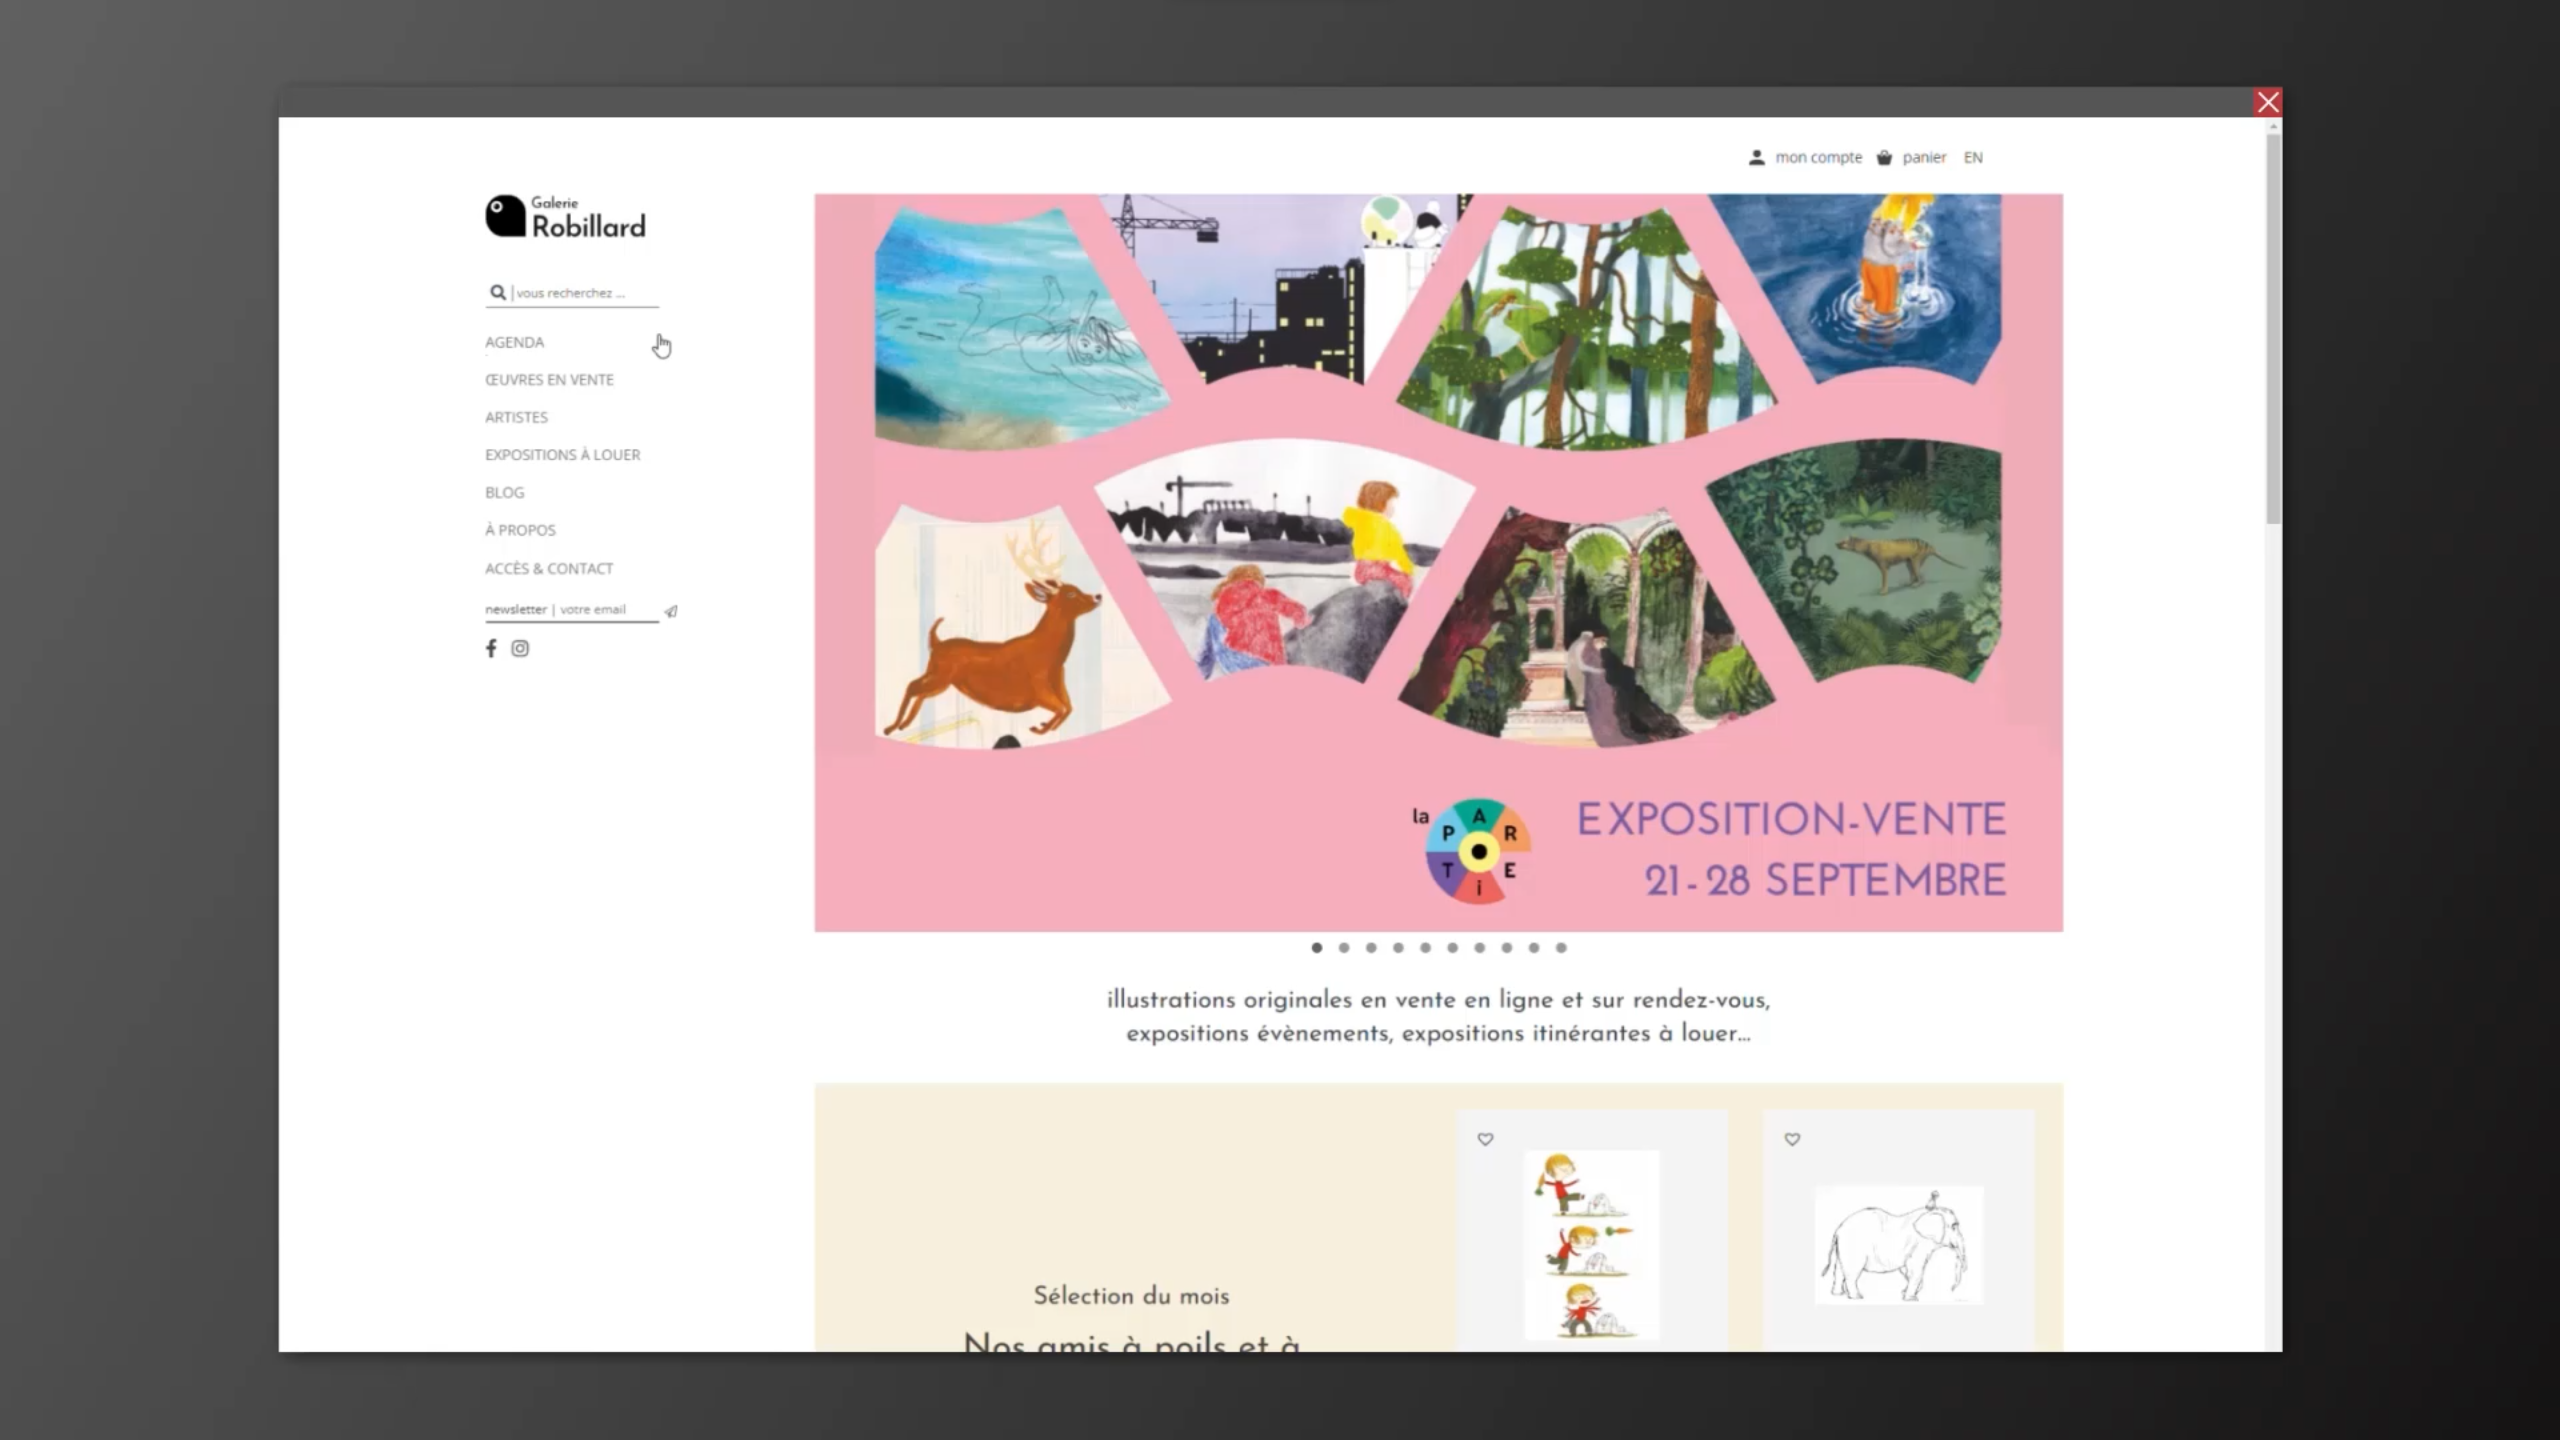 mon compte panier EN
Galerie
Robillard
vous recherchez ...
AGENDA
ŒUVRES EN VENTE
ARTISTES
EXPOSITIONS À LOUER
BLOG
À PROPOS
ACCÈS & CONTACT
newsletter | votre email
la PARTiE
EXPOSITION-VENTE
21-28 SEPTEMBRE
illustrations originales en vente en ligne et sur rendez-vous,
expositions évènements, expositions itinérantes à louer...
Sélection du mois
Nos amis à poils et à